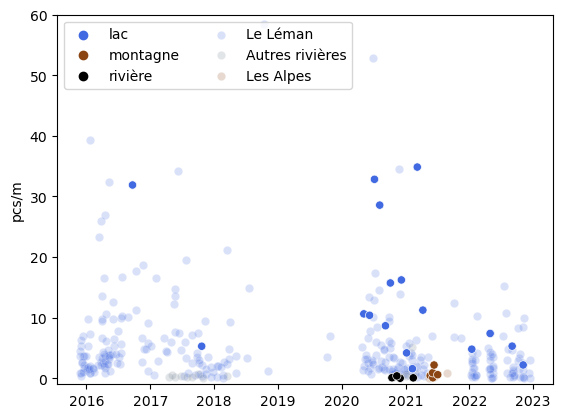 60
50
40
30
20
10
0
pcs/m
lac
montagne
rivière
Le Léman
Autres rivières
Les Alpes
2016 2017 2018 2019 2020 2021 2022 2023